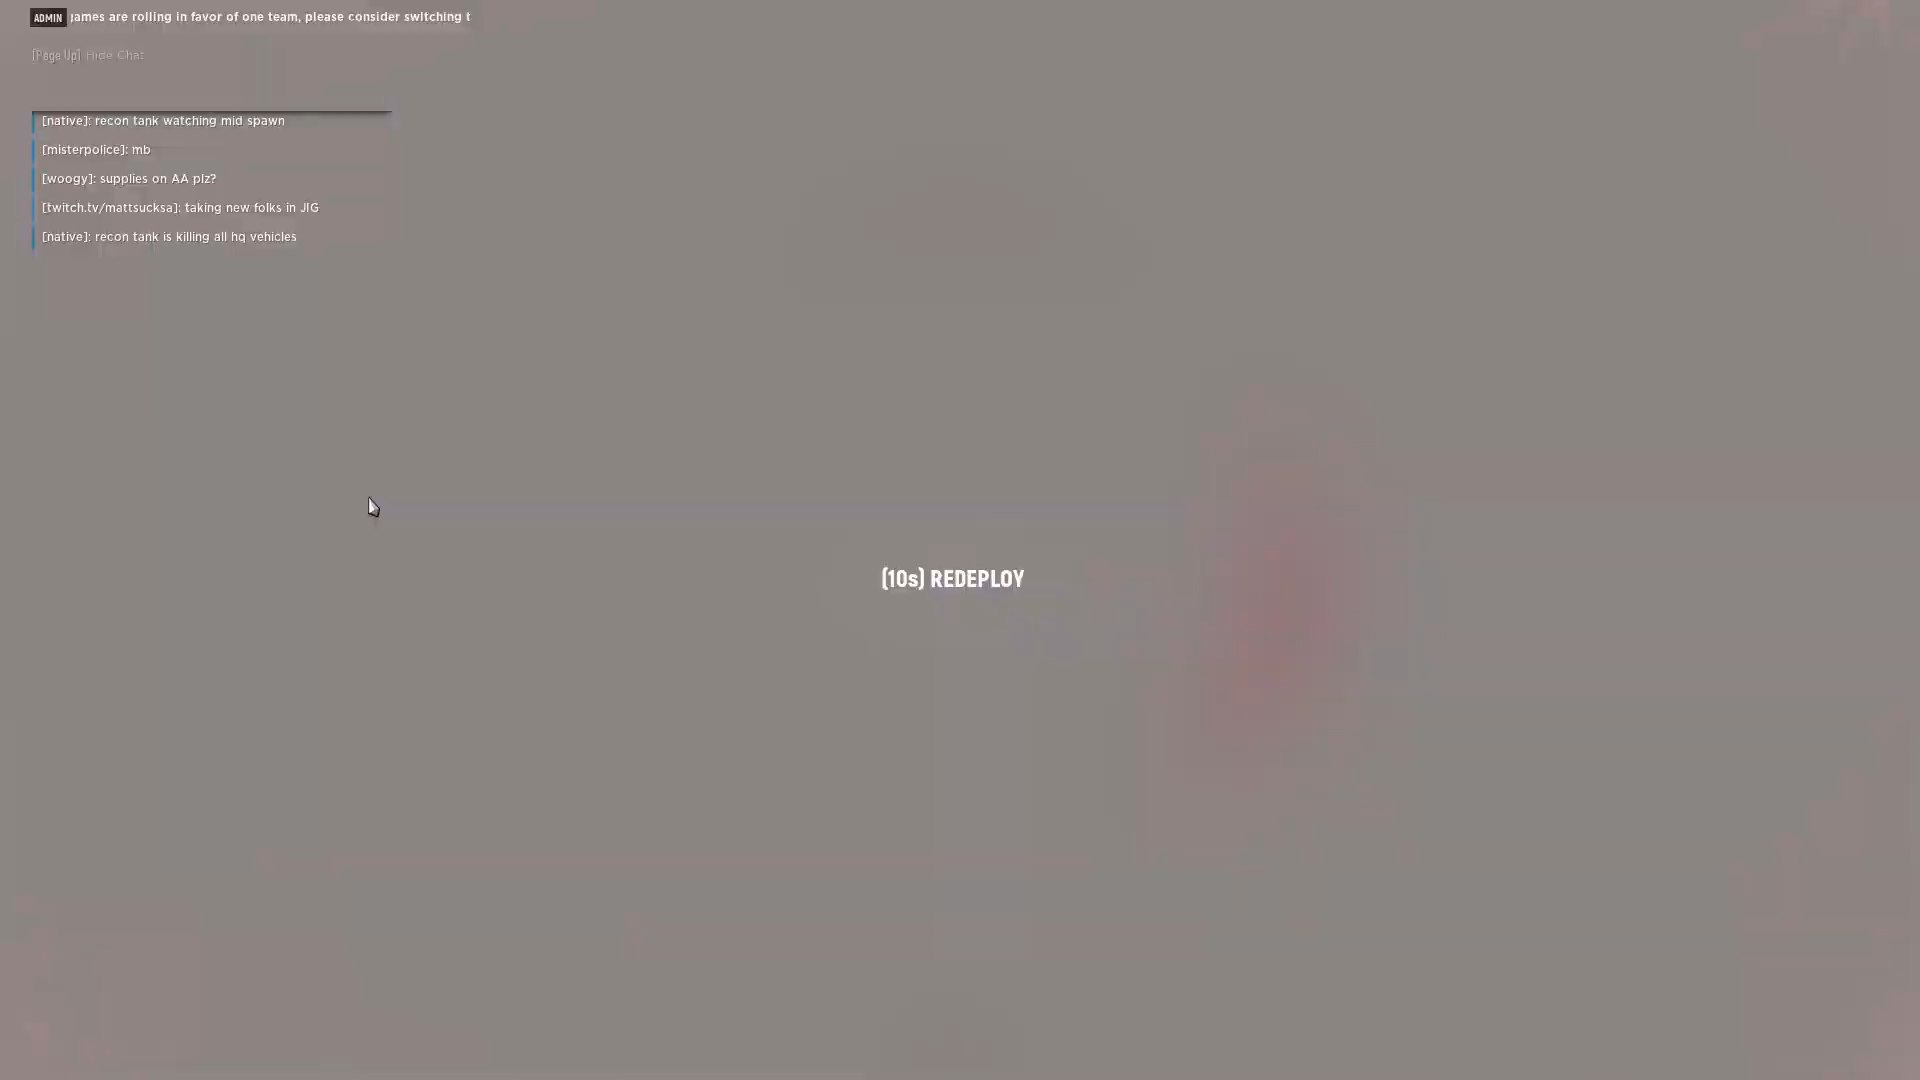 ADMIN games are rolling in favor of one team, please consider switching t
[Page Up] Hide Chat
[native]: recon tank watching mid spawn
[misterpolice]: mb
[woogy]: supplies on AA plz?
[twitch.tv/mattsucksa]: taking new folks in JIG
[native]: recon tank is killing all hq vehicles
(10s) REDEPLOY